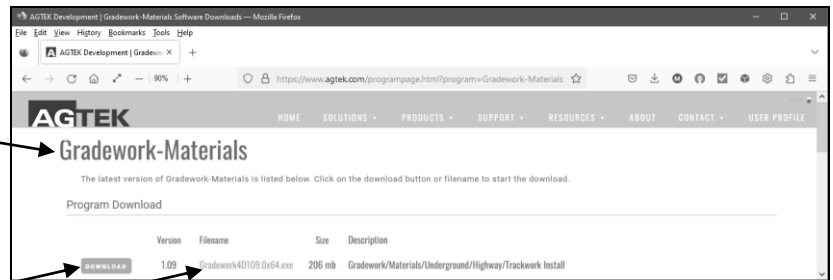 AGTEK Development | Gradework-Materials Software Downloads — Mozilla Firefox
File Edit View History Bookmarks Tools Help
AGTEK Development | Gradewo
90%
https://www.agtek.com/programpage.html?program=Gradework-Materials
AGTEK
HOME SOLUTIONS PRODUCTS SUPPORT RESOURCES ABOUT CONTACT USER PROFILE
Gradework-Materials
The latest version of Gradework-Materials is listed below. Click on the download button or filename to start the download.
Program Download
Version Filename Size Description
DOWNLOAD 1.09 Gradework4D109.0x64.exe 206 mb Gradework/Materials/Underground/Highway/Trackwork Install